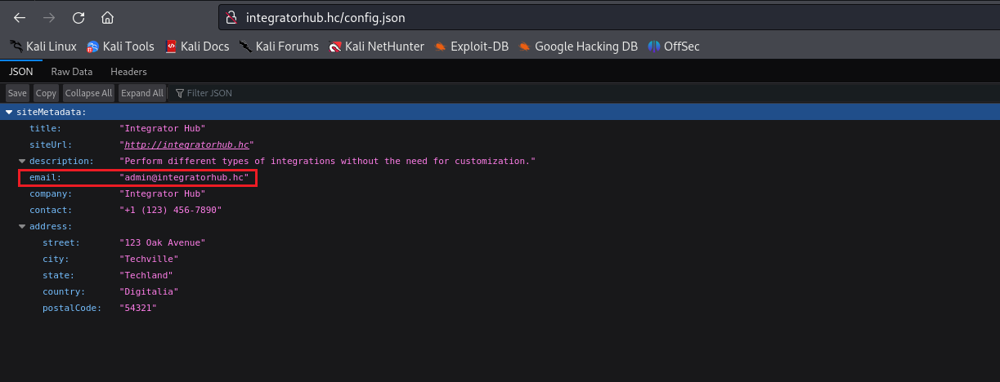 integratorhub.hc/config.json
Kali Linux Kali Tools Kali Docs Kali Forums Kali NetHunter Exploit-DB Google Hacking DB OffSec
JSON Raw Data Headers
Save Copy Collapse All Expand All Filter JSON
siteMetadata:
title: "Integrator Hub"
siteUrl: "http://integratorhub.hc"
description: "Perform different types of integrations without the need for customization."
email: "admin@integratorhub.hc"
company: "Integrator Hub"
contact: "+1 (123) 456-7890"
address:
street: "123 Oak Avenue"
city: "Techville"
state: "Techland"
country: "Digitalia"
postalCode: "54321"